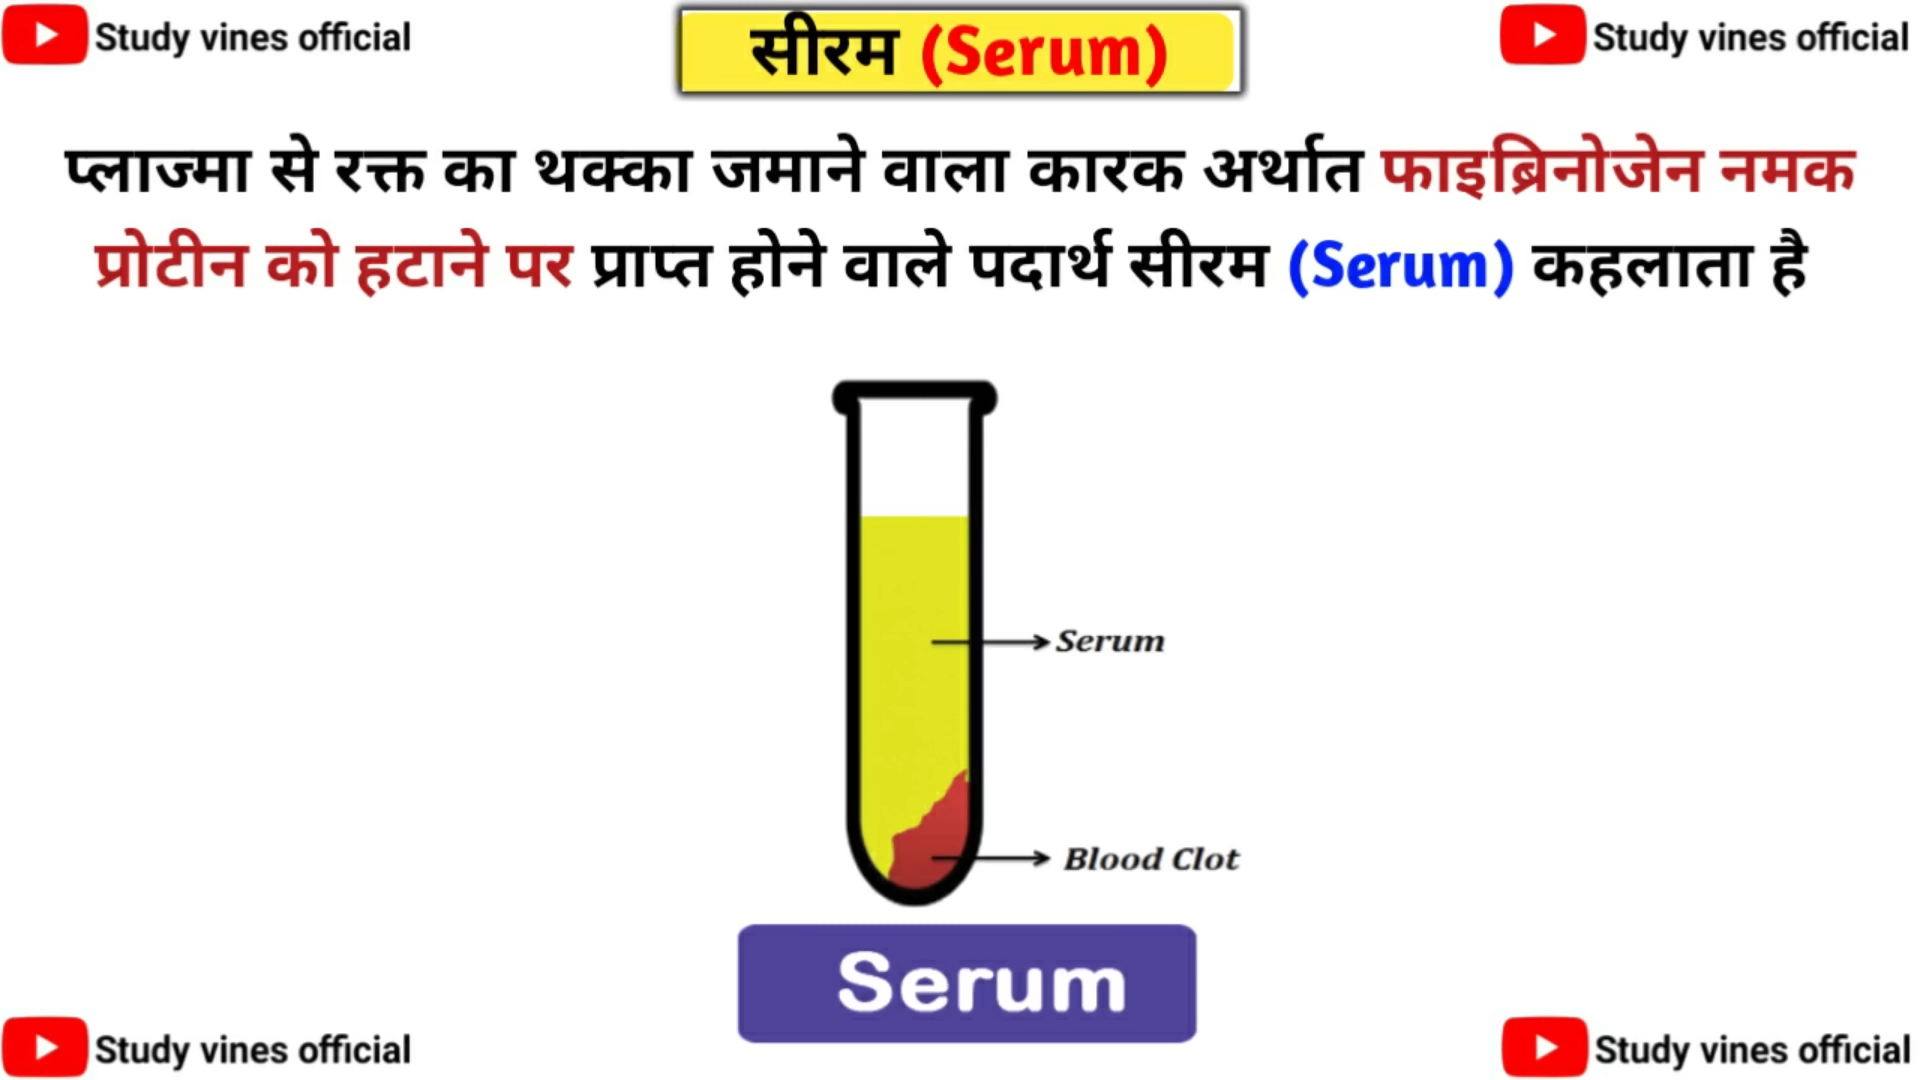 Study vines official
सीरम (Serum)
Study vines official
प्लाज्मा से रक्त का थक्का जमाने वाला कारक अर्थात फाइब्रिनोजेन नमक
प्रोटीन को हटाने पर प्राप्त होने वाले पदार्थ सीरम (Serum) कहलाता है
Serum
Blood Clot
Serum
Study vines official
Study vines official